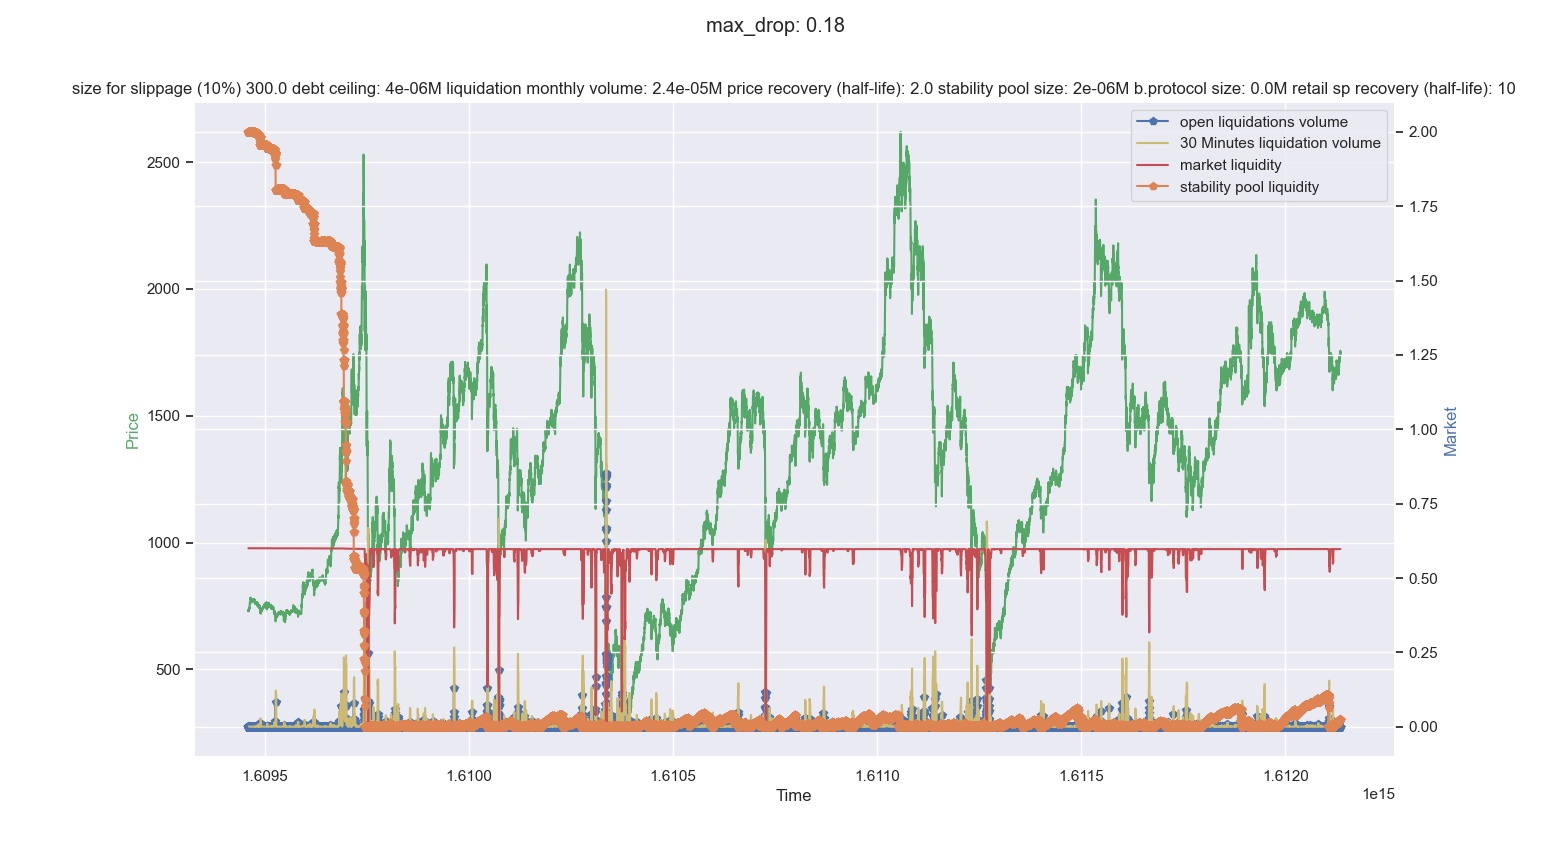 max_drop: 0.18
size for slippage (10%) 300.0 debt ceiling: 4e-06M liquidation monthly volume: 2.4e-05M price recovery (half-life): 2.0 stability pool size: 2e-06M b.protocol size: 0.0M retail sp recovery (half-life): 10
open liquidations volume
30 Minutes liquidation volume
market liquidity
stability pool liquidity
2500
2000
1500
1000
500
Price
2.00
1.75
1.50
1.25
1.00
0.75
0.50
0.25
0.00
Market
1.6095
1.6100
1.6105
1.6110
1.6115
1.6120
Time
1e15